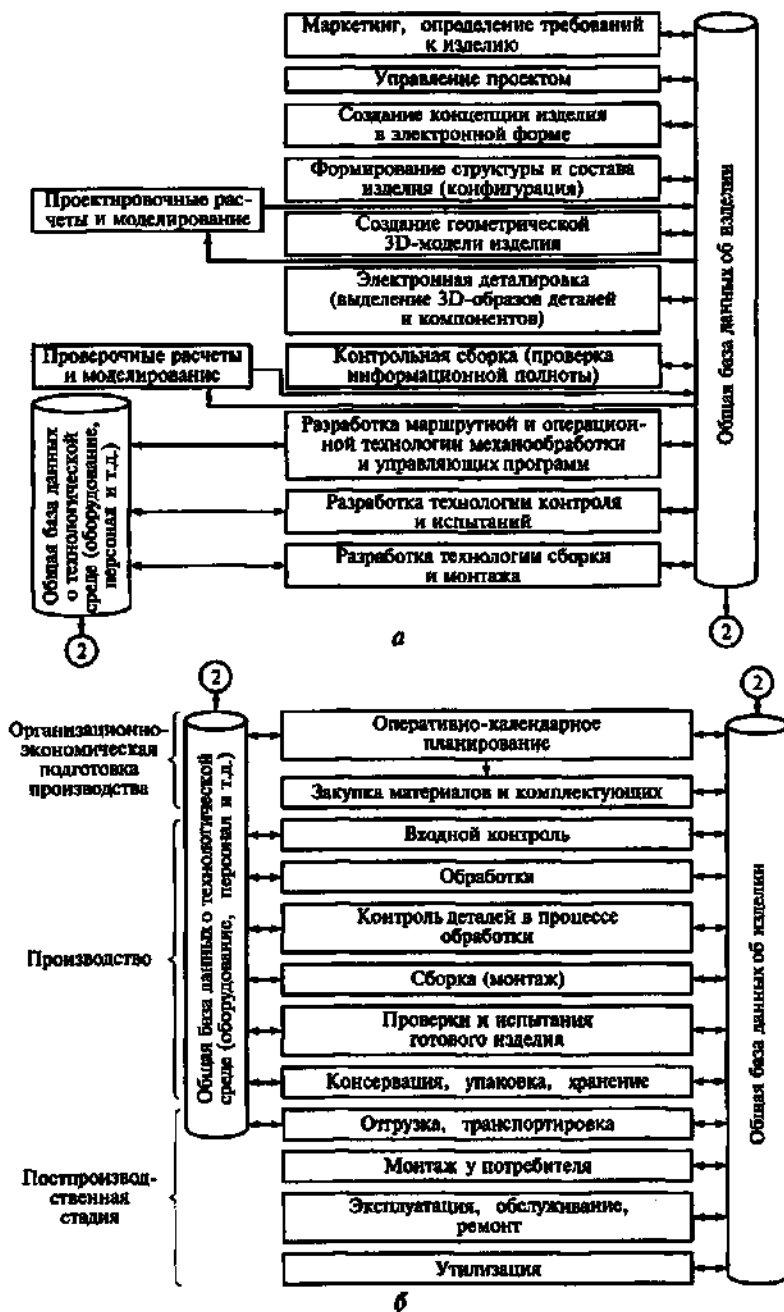 Маркетинг, определение требований
к изделию
Управление проектом
Создание концепции изделия
в электронной форме
Формирование структуры и состава
изделия (конфигурация)
Проектировочные рас-
четы и моделирование
Создание геометрической
3D-модели изделия
Электронная деталировка
(выделение 3D-образов деталей
и компонентов)
Проверочные расчеты
и моделирование
Контрольная сборка (проверка
информационной полноты)
Разработка маршрутной и операцион-
ной технологии механообработки
и управляющих программ
Разработка технологии контроля
и испытаний
Разработка технологии сборки
и монтажа
Общая база данных
о технологической
среде (оборудование,
персонал и т.д.)
Общая база данных об изделии
2
2
а
2
2
Организационно-
экономическая
подготовка
производства
Производство
Постпроизвод-
ственная
стадия
Общая база данных о технологической
среде (оборудование, персонал и т.д.)
Оперативно-календарное
планирование
Закупка материалов и комплектующих
Входной контроль
Обработка
Контроль деталей в процессе
обработки
Сборка (монтаж)
Проверки и испытания
готового изделия
Консервация, упаковка, хранение
Отгрузка, транспортировка
Монтаж у потребителя
Эксплуатация, обслуживание,
ремонт
Утилизация
Общая база данных об изделии
б